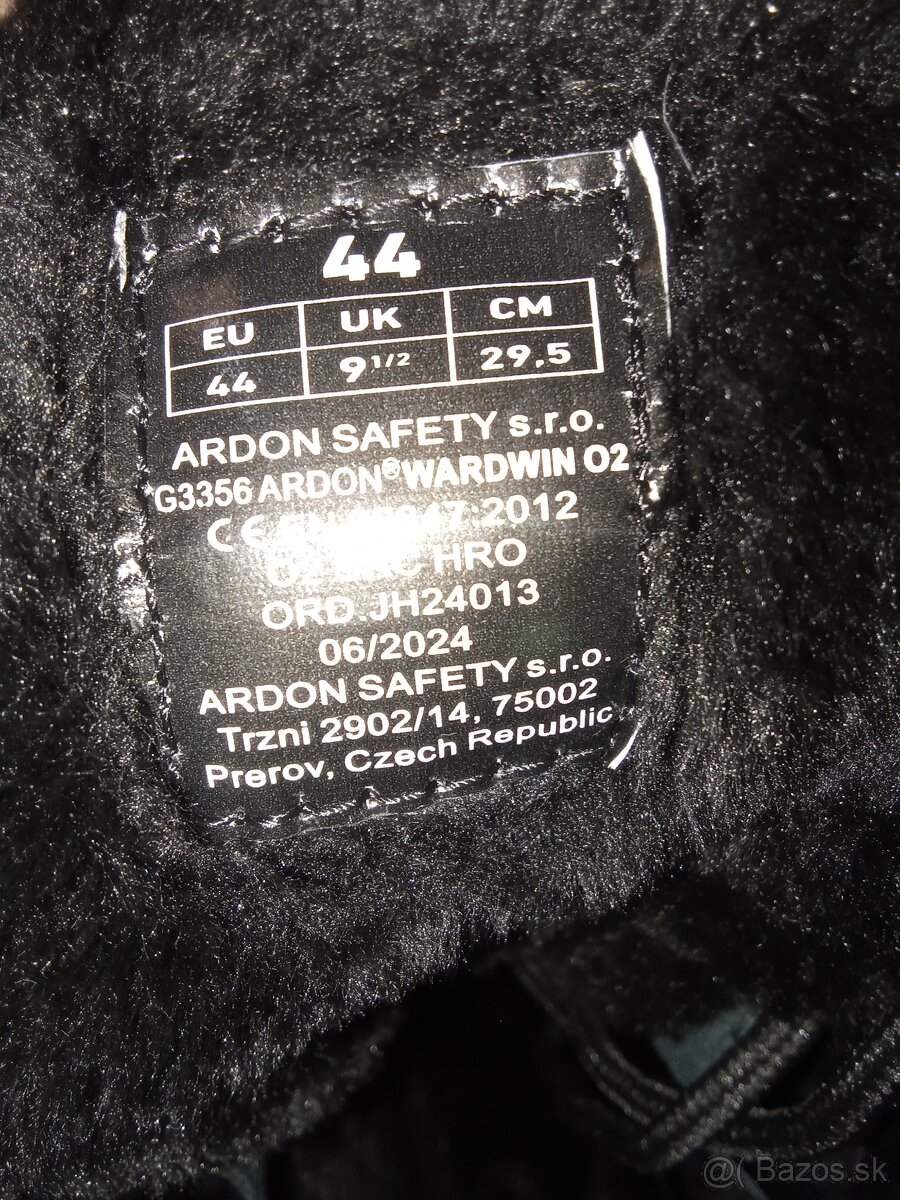 44
EU UK CM
44 9 1/2 29.5
ARDON SAFETY s.r.o.
G3356 ARDON®WARDWIN O2
CE :2012
HRO
ORD.JH24013
06/2024
ARDON SAFETY s.r.o.
Trzni 2902/14, 75002
Prerov, Czech Republic
@( Bazos.sk